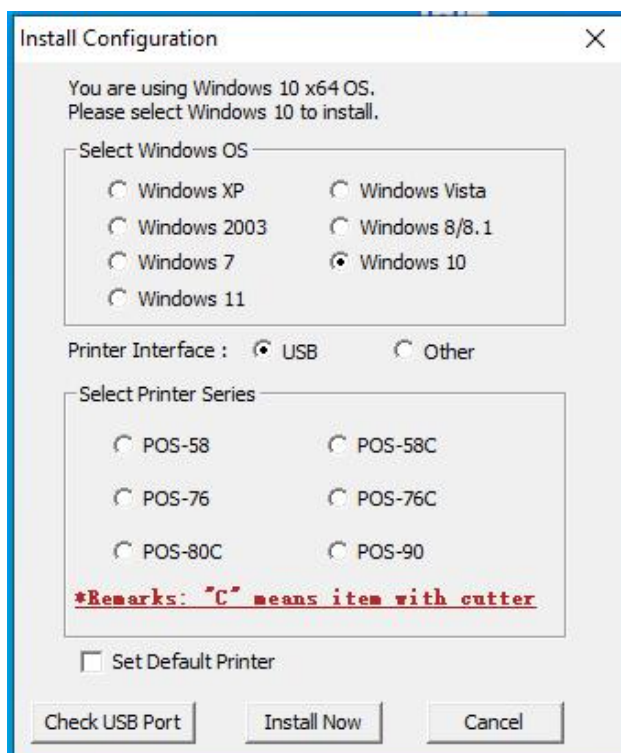 Install Configuration
You are using Windows 10 x64 OS.
Please select Windows 10 to install.
Select Windows OS
Windows XP Windows Vista
Windows 2003 Windows 8/8.1
Windows 7 Windows 10
Windows 11
Printer Interface : USB Other
Select Printer Series
POS-58 POS-58C
POS-76 POS-76C
POS-80C POS-90
*Remarks: "C" means item with cutter
Set Default Printer
Check USB Port Install Now Cancel